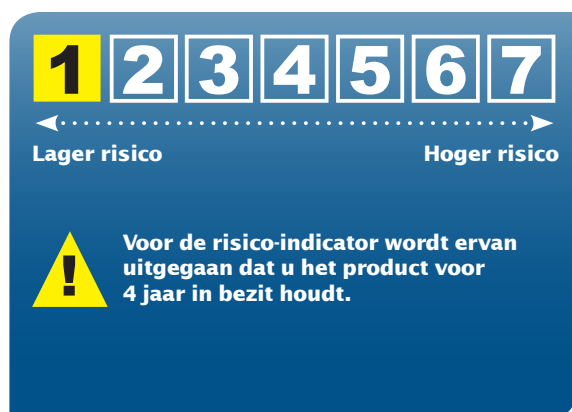 1 2 3 4 5 6 7
Lager risico Hoger risico
! Voor de risico-indicator wordt ervan
uitgegaan dat u het product voor
4 jaar in bezit houdt.